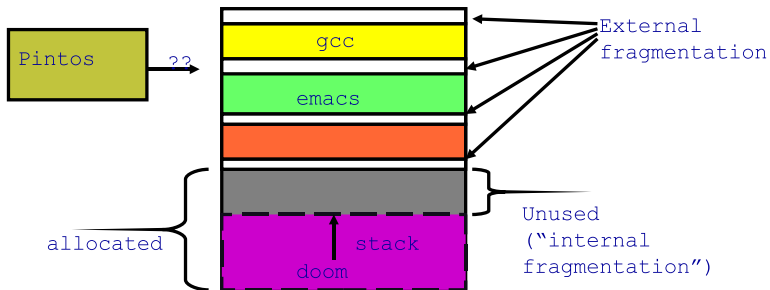 Pintos
??
gcc
emacs
External
fragmentation
allocated
stack
doom
Unused
(“internal
fragmentation”)